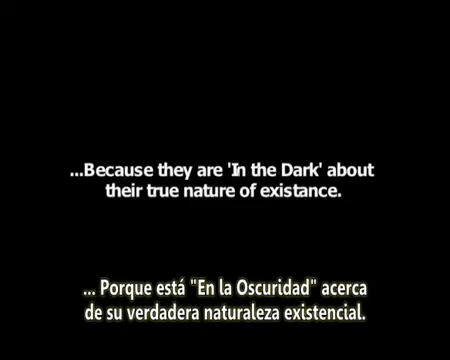 ...Because they are 'In the Dark' about
their true nature of existance.
... Porque está "En la Oscuridad" acerca
de su verdadera naturaleza existencial.